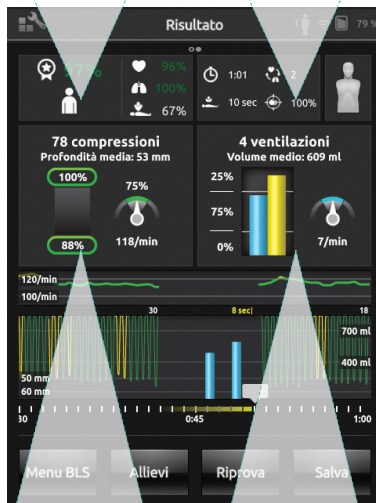 Risultato
79 %
97%
96%
100%
67%
1:01
2
10 sec
100%
78 compressioni
Profondità media: 53 mm
100%
75%
88%
118/min
4 ventilazioni
Volume medio: 609 ml
25%
75%
0%
7/min
120/min
100/min
30
8 sec
18
700 ml
400 ml
50 mm
60 mm
30
0:45
1:00
Menu BLS
Allievi
Riprova
Salva